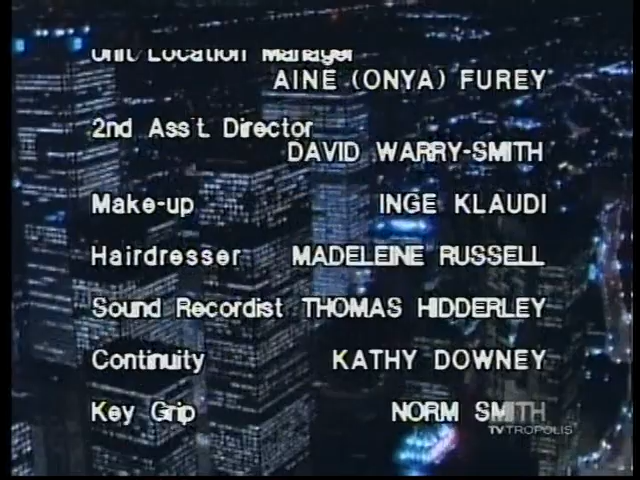 Unit/Location Manager
AINE (ONYA) FUREY
2nd Ass't. Director
DAVID WARRY-SMITH
Make-up INGE KLAUDI
Hairdresser MADELEINE RUSSELL
Sound Recordist THOMAS HIDDERLEY
Continuity KATHY DOWNEY
Key Grip NORM SMITH
TVTROPOLIS